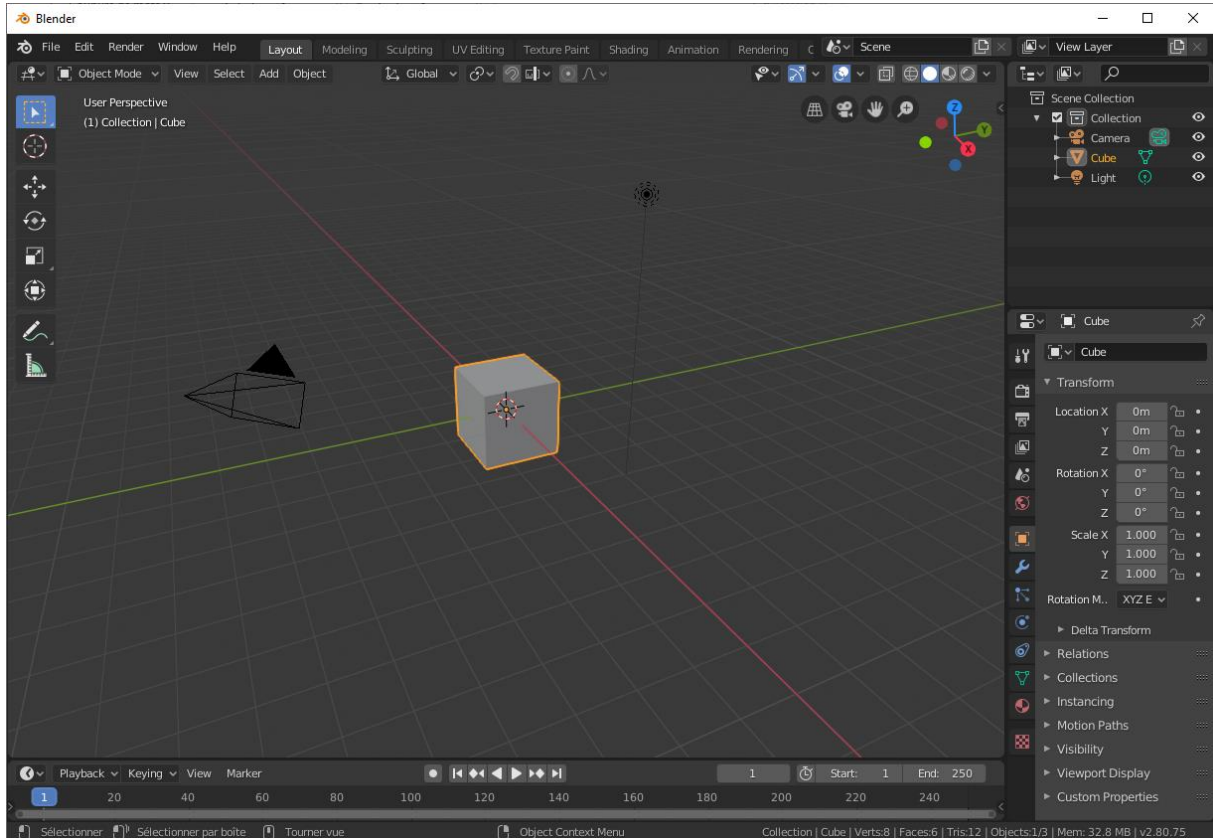 Blender
File Edit Render Window Help Layout Modeling Sculpting UV Editing Texture Paint Shading Animation Rendering C Scene View Layer
Object Mode View Select Add Object Global
User Perspective
(1) Collection | Cube
Z
Y
X
Scene Collection
Collection
Camera
Cube
Light
Cube
Cube
Transform
Location X 0m
Y 0m
Z 0m
Rotation X 0°
Y 0°
Z 0°
Scale X 1.000
Y 1.000
Z 1.000
Rotation M.. XYZ E
Delta Transform
Relations
Collections
Instancing
Motion Paths
Visibility
Viewport Display
Custom Properties
Playback Keying View Marker 1 Start: 1 End: 250
1 20 40 60 80 100 120 140 160 180 200 220 240
Sélectionner Sélectionner par boîte Tourner vue Object Context Menu Collection | Cube | Verts:8 | Faces:6 | Tris:12 | Objects:1/3 | Mem: 32.8 MB | v2.80.75